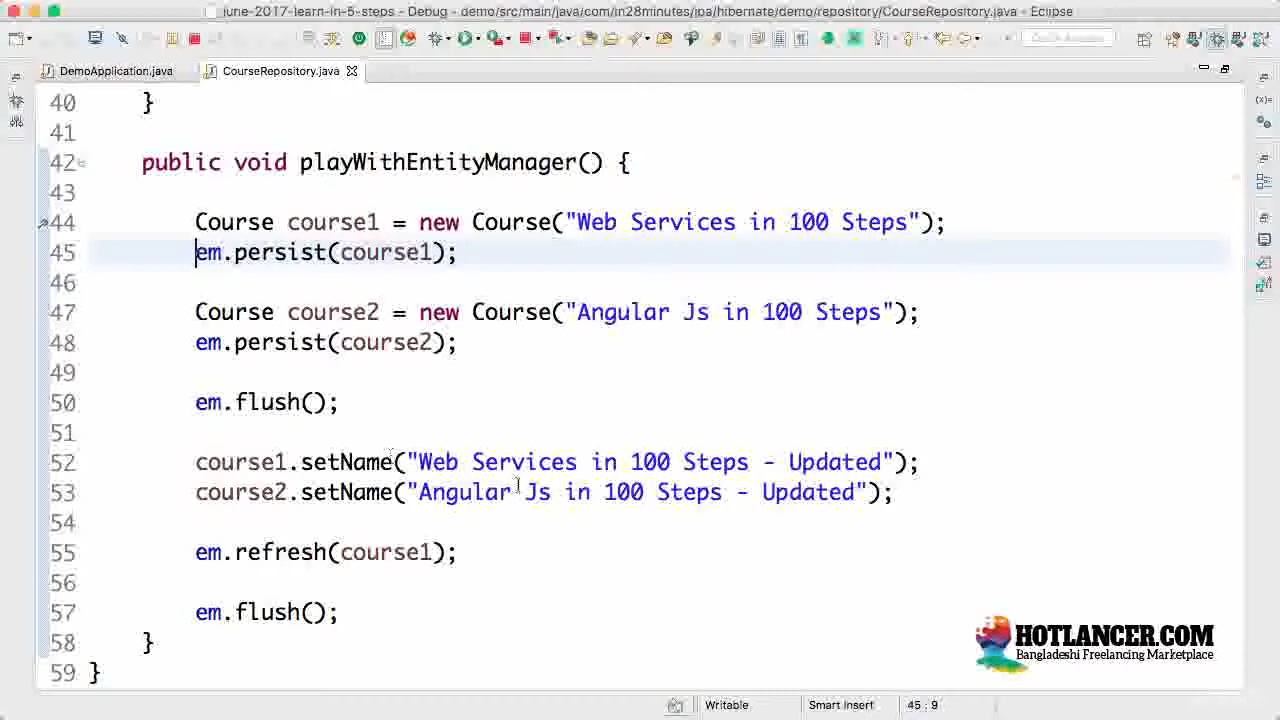 june-2017-learn-in-5-steps - Debug - demo/src/main/java/com/in28minutes/jpa/hibernate/demo/repository/CourseRepository.java - Eclipse
Quick Access
DemoApplication.java
CourseRepository.java
40 }
41
42 public void playWithEntityManager() {
43
44 Course course1 = new Course("Web Services in 100 Steps");
45 em.persist(course1);
46
47 Course course2 = new Course("Angular Js in 100 Steps");
48 em.persist(course2);
49
50 em.flush();
51
52 course1.setName("Web Services in 100 Steps - Updated");
53 course2.setName("Angular Js in 100 Steps - Updated");
54
55 em.refresh(course1);
56
57 em.flush();
58 }
59 }
HOTLANCER.COM
Bangladeshi Freelancing Marketplace
Writable
Smart Insert
45 : 9